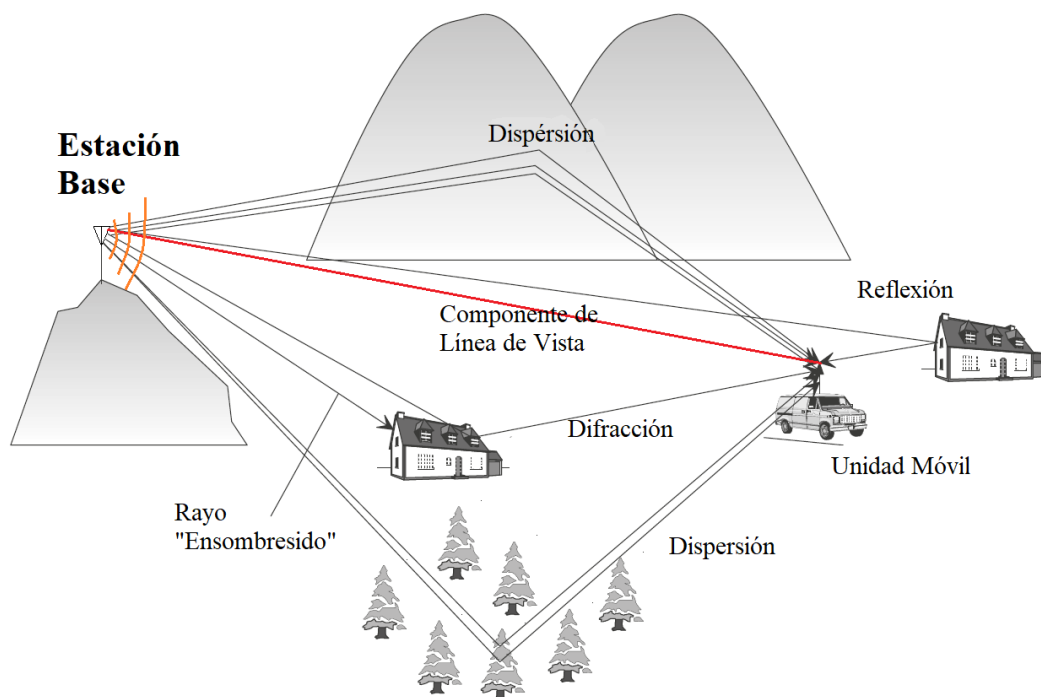 Dispérsión
Estación
Base
Reflexión
Componente de
Línea de Vista
Difracción
Unidad Móvil
Rayo
"Ensombresido"
Dispersión